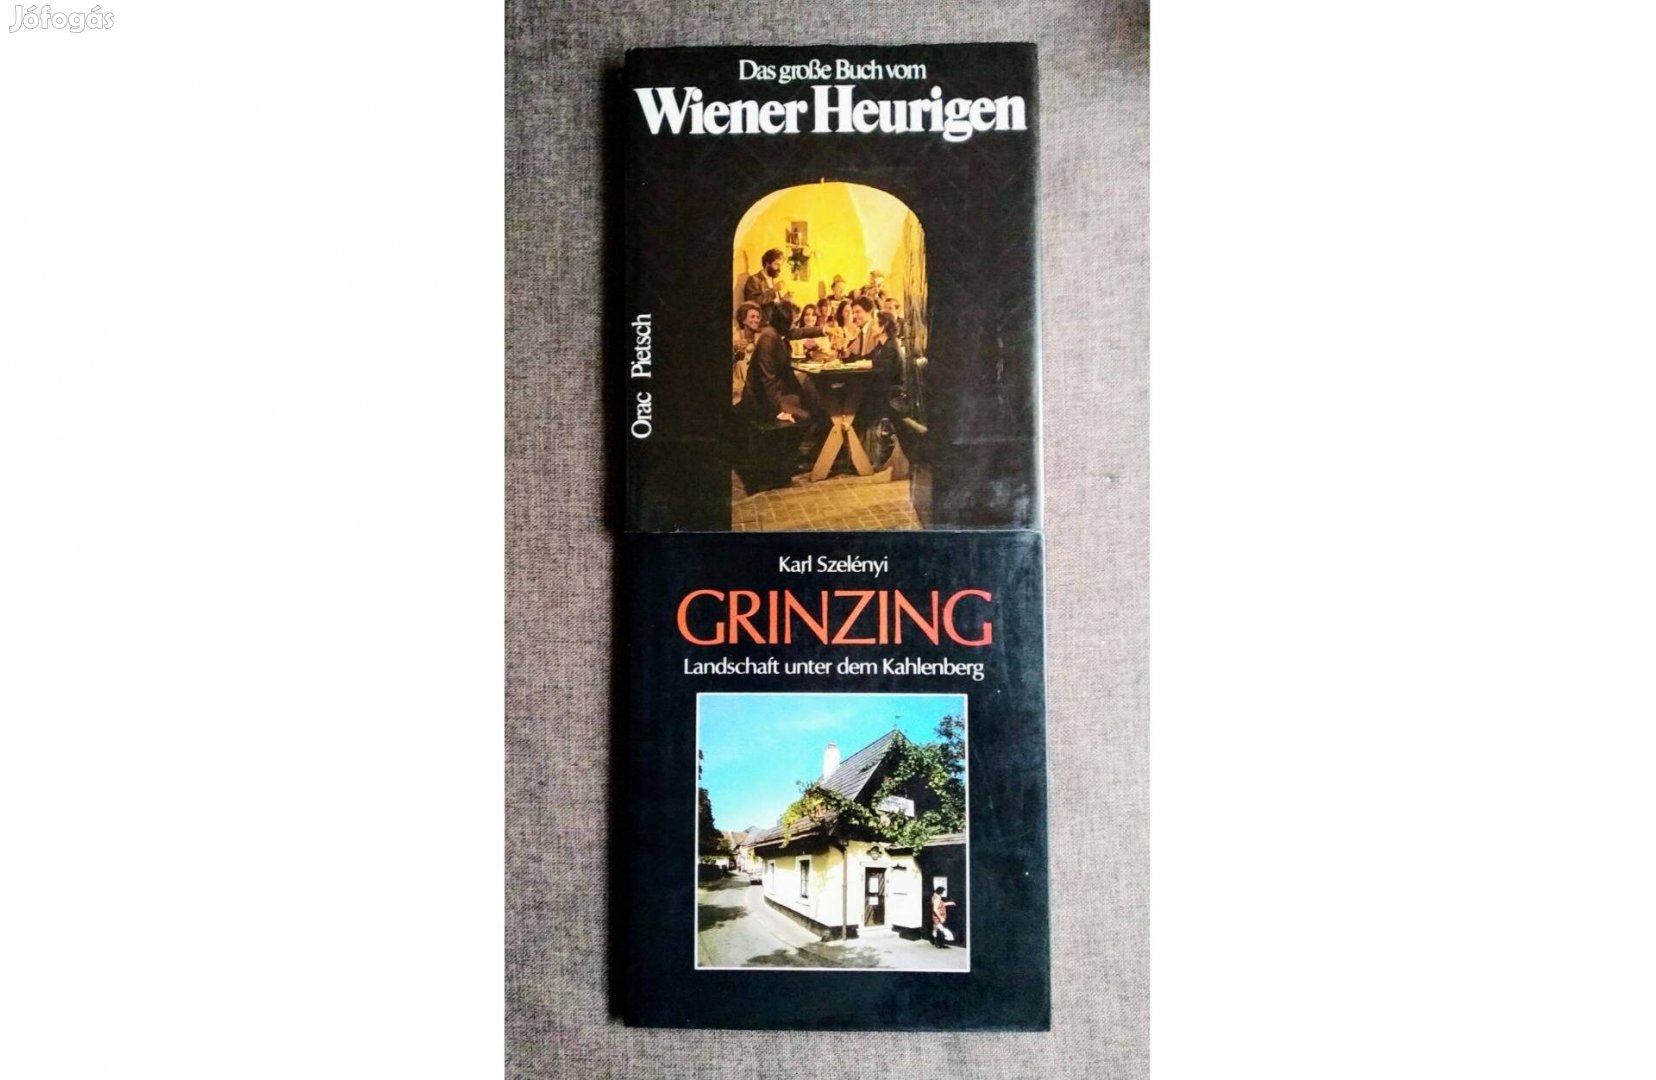 Jófogás
Das große Buch vom
Wiener Heurigen
Orac Pietsch
Karl Szelényi
GRINZING
Landschaft unter dem Kahlenberg